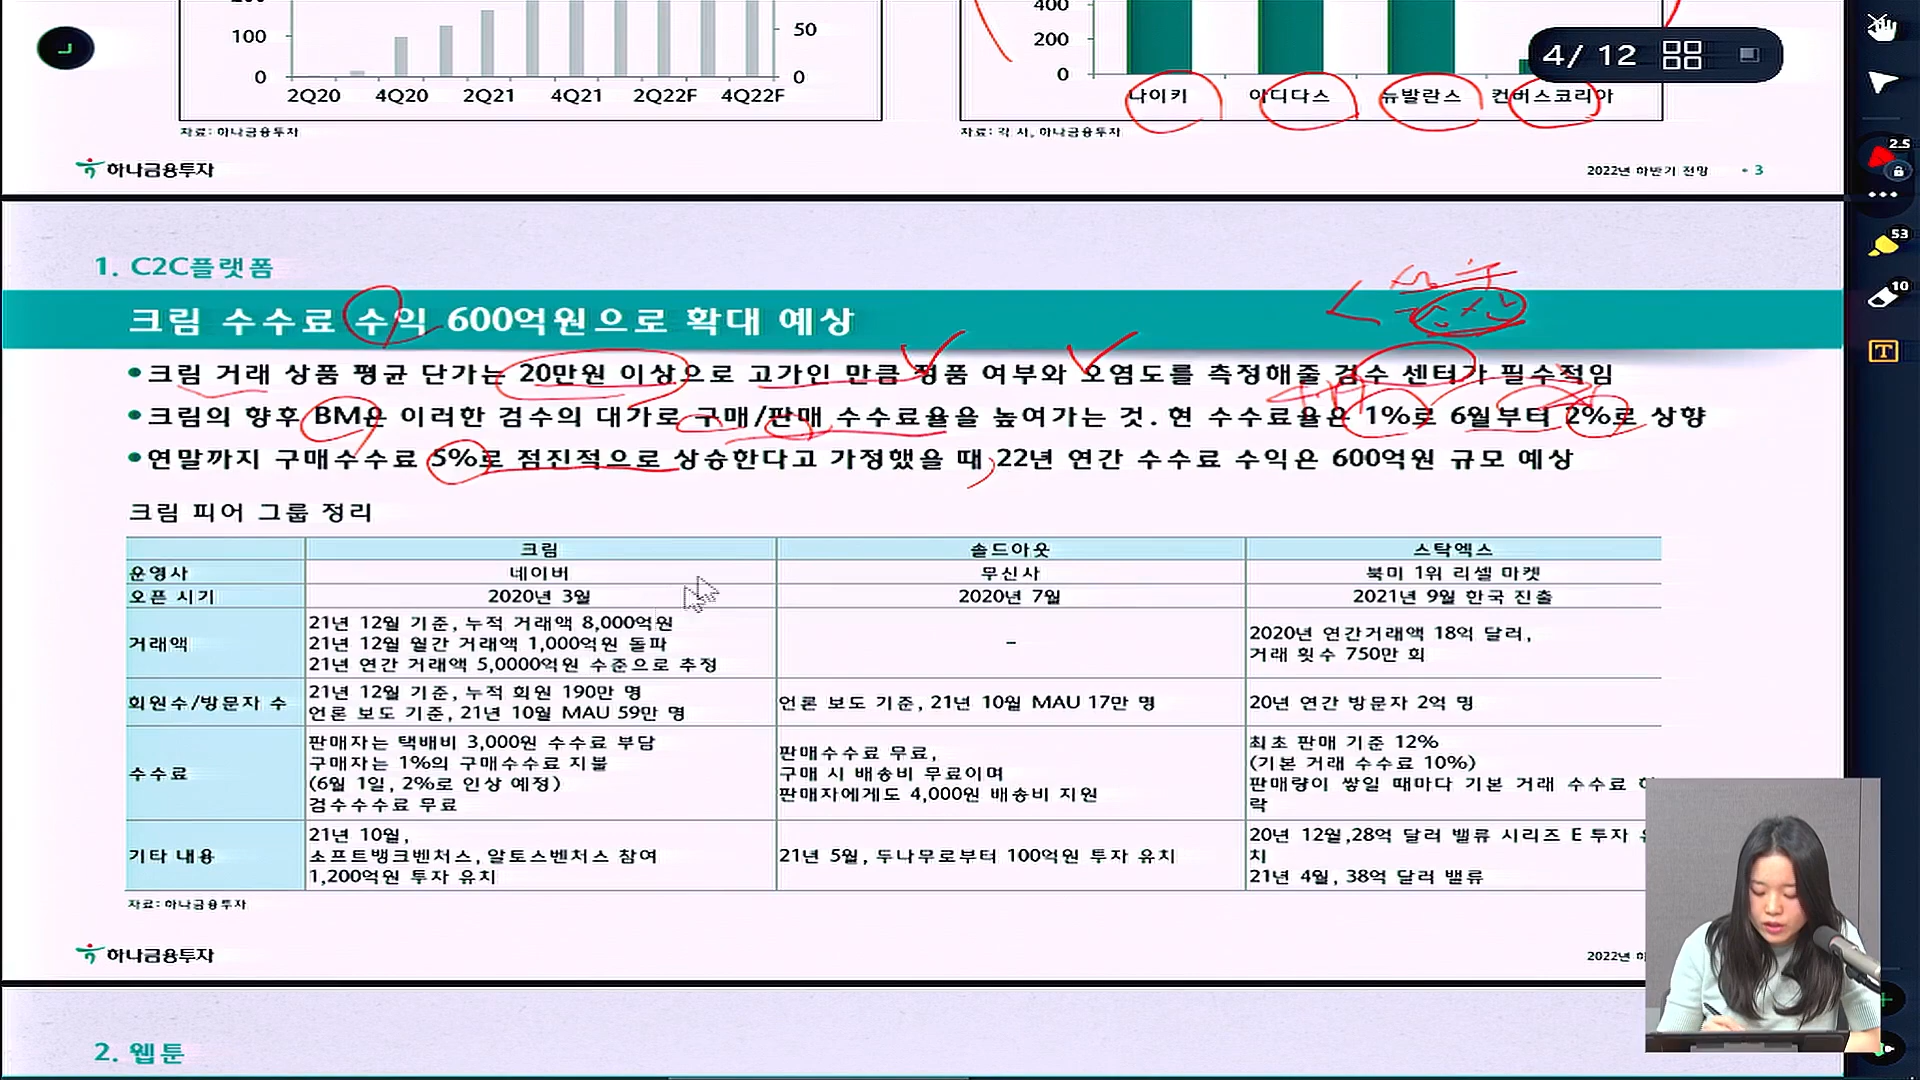 200
100
0
50
0
2Q20 4Q20 2Q21 4Q21 2Q22F 4Q22F
자료: 하나금융투자
400
200
0
나이키 아디다스 뉴발란스 컨버스코리아
자료: 각 사, 하나금융투자
4/ 12
2.5
53
10
T
하나금융투자
2022년 하반기 전망 • 3
1. C2C플랫폼
크림 수수료 수익 600억원으로 확대 예상
•크림 거래 상품 평균 단가는 20만원 이상으로 고가인 만큼 정품 여부와 오염도를 측정해줄 검수 센터가 필수적임
•크림의 향후 BM은 이러한 검수의 대가로 구매/판매 수수료율을 높여가는 것. 현 수수료율은 1%로 6월부터 2%로 상향
•연말까지 구매수수료 5%로 점진적으로 상승한다고 가정했을 때, 22년 연간 수수료 수익은 600억원 규모 예상
크림 피어 그룹 정리
크림 솔드아웃 스탁엑스
운영사 네이버 무신사 북미 1위 리셀 마켓
오픈 시기 2020년 3월 2020년 7월 2021년 9월 한국 진출
거래액
21년 12월 기준, 누적 거래액 8,000억원
21년 12월 월간 거래액 1,000억원 돌파
21년 연간 거래액 5,0000억원 수준으로 추정
–
2020년 연간거래액 18억 달러,
거래 횟수 750만 회
회원수/방문자 수
21년 12월 기준, 누적 회원 190만 명
언론 보도 기준, 21년 10월 MAU 59만 명
언론 보도 기준, 21년 10월 MAU 17만 명
20년 연간 방문자 2억 명
수수료
판매자는 택배비 3,000원 수수료 부담
구매자는 1%의 구매수수료 지불
(6월 1일, 2%로 인상 예정)
검수수수료 무료
판매수수료 무료,
구매 시 배송비 무료이며
판매자에게도 4,000원 배송비 지원
최초 판매 기준 12%
(기본 거래 수수료 10%)
판매량이 쌓일 때마다 기본 거래 수수료 하
락
기타 내용
21년 10월,
소프트뱅크벤처스, 알토스벤처스 참여
1,200억원 투자 유치
21년 5월, 두나무로부터 100억원 투자 유치
20년 12월,28억 달러 밸류 시리즈 E 투자 유
치
21년 4월, 38억 달러 밸류
자료: 하나금융투자
하나금융투자
2022년 하
2. 웹툰